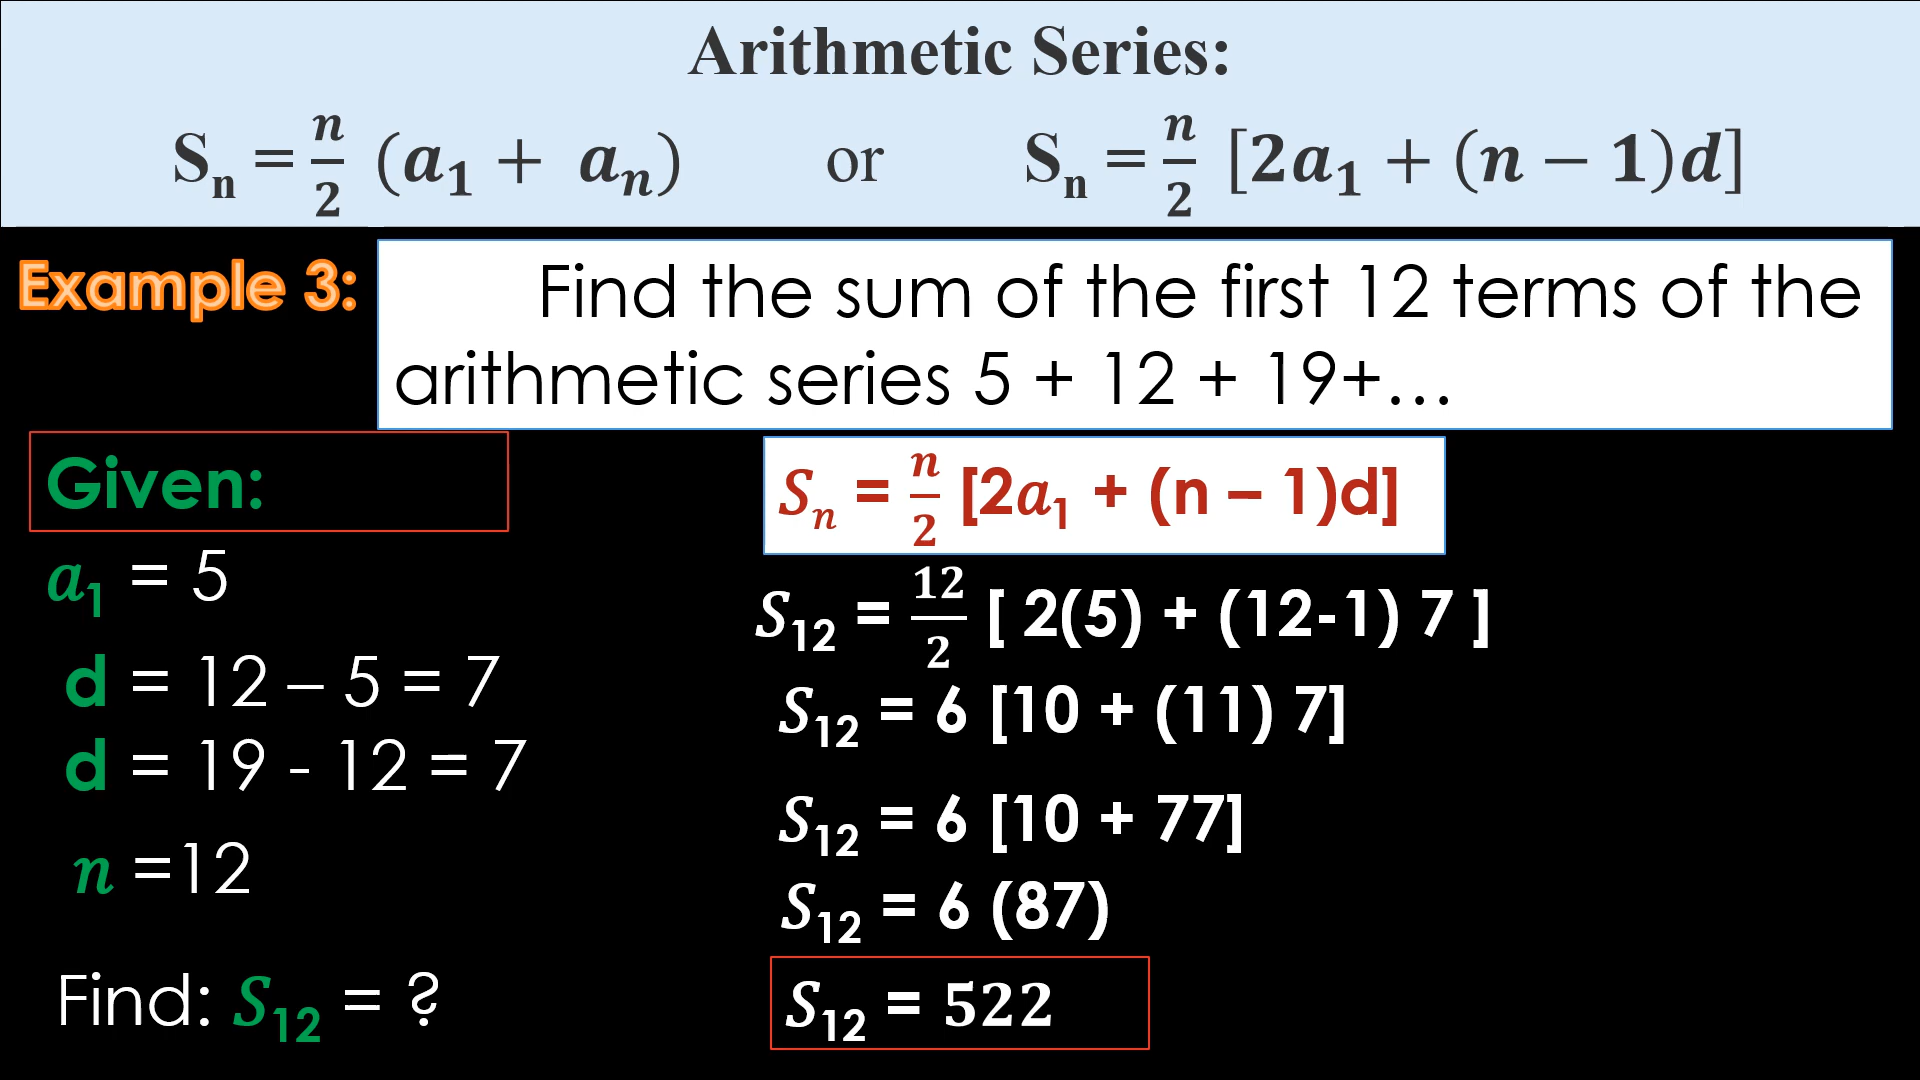 Arithmetic Series:
Sₙ = n/2 (a₁ + aₙ) or Sₙ = n/2 [2a₁ + (n − 1)d]
Example 3:
Find the sum of the first 12 terms of the
arithmetic series 5 + 12 + 19+...
Given:
a₁ = 5
d = 12 – 5 = 7
d = 19 - 12 = 7
n =12
Find: S₁₂ = ?
Sₙ = n/2 [2a₁ + (n – 1)d]
S₁₂ = 12/2 [ 2(5) + (12-1) 7 ]
S₁₂ = 6 [10 + (11) 7]
S₁₂ = 6 [10 + 77]
S₁₂ = 6 (87)
S₁₂ = 522